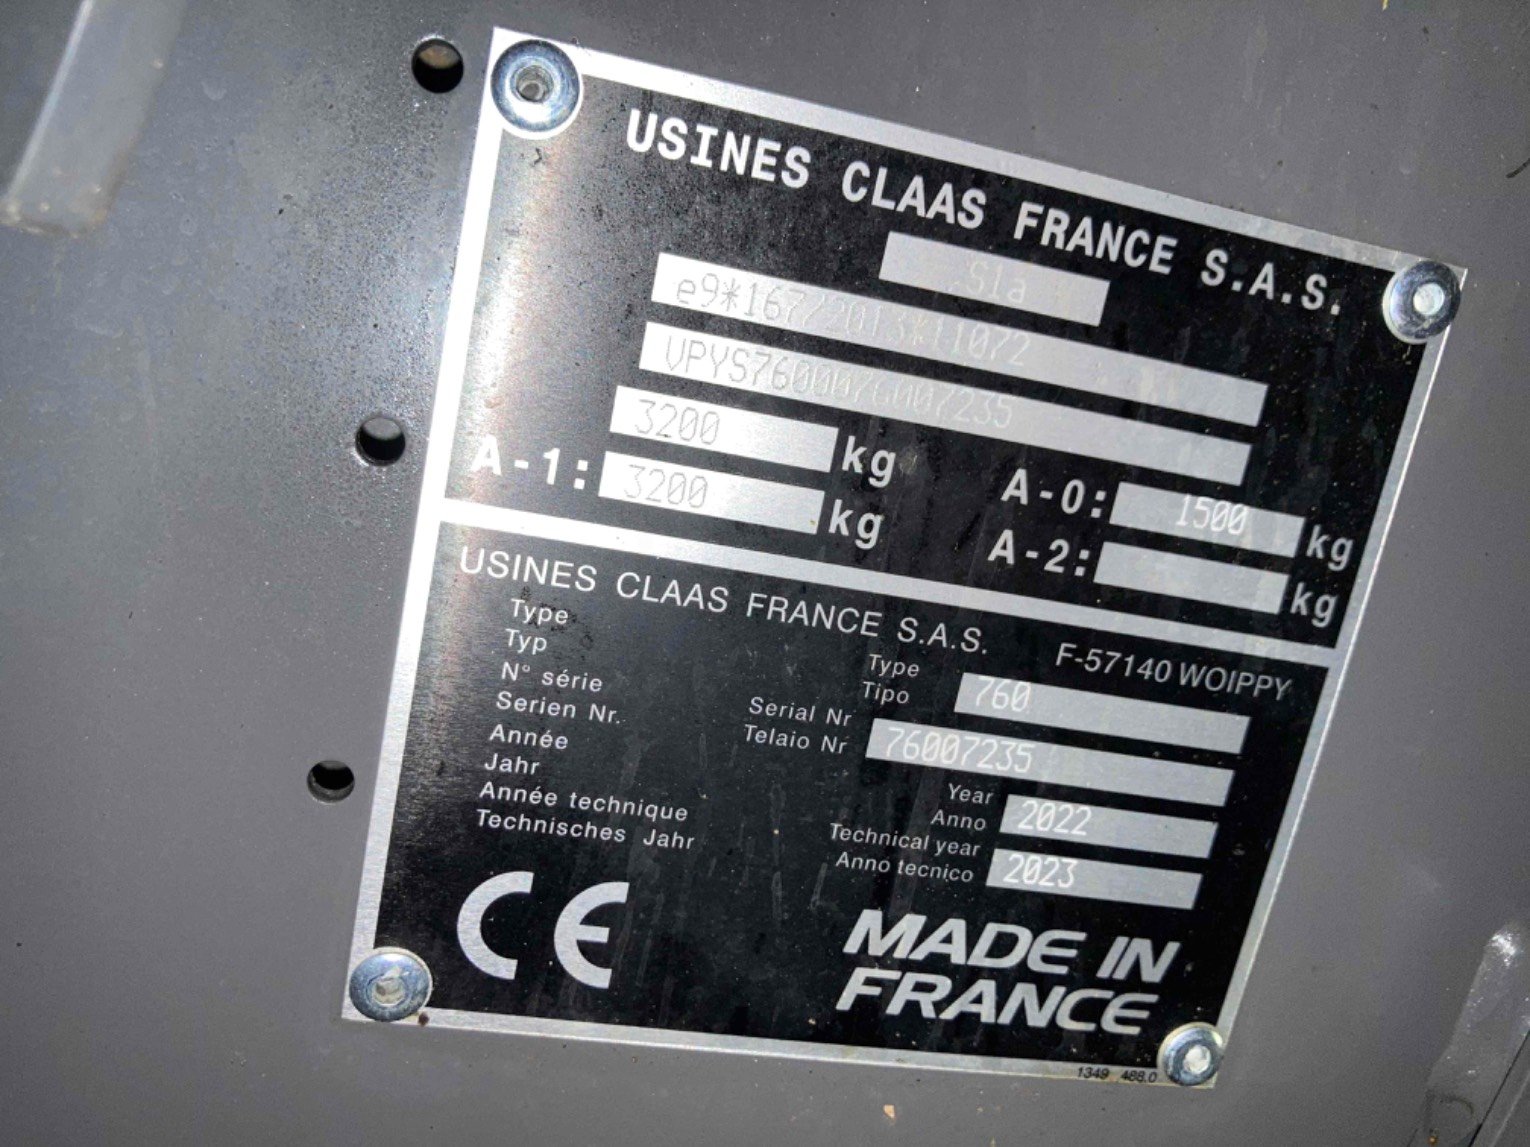 USINES CLAAS FRANCE S.A.S.
S1a
e9*167/2013*11072
VPYS7600076007235
3200 kg
A-1: 3200 kg
A-0: 1500 kg
A-2: kg
USINES CLAAS FRANCE S.A.S. F-57140 WOIPPY
Type Type
Typ Tipo 760
N° série Serial Nr
Serien Nr. Telaio Nr 76007235
Année Year
Jahr Anno 2022
Année technique Technical year
Technisches Jahr Anno tecnico 2023
CE
MADE IN
FRANCE
1349 488.0